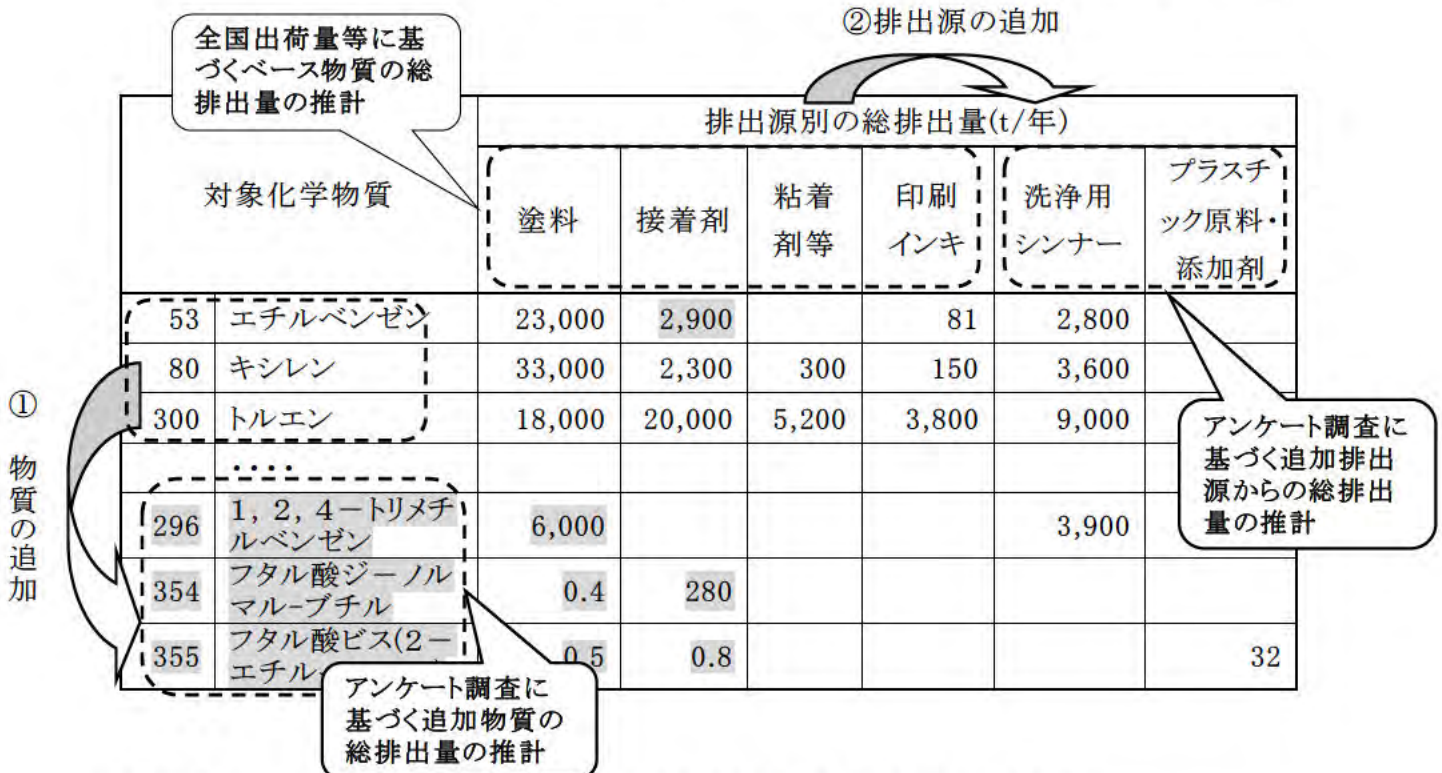 ②排出源の追加
全国出荷量等に基
づくベース物質の総
排出量の推計
対象化学物質
排出源別の総排出量(t/年)
塗料
接着剤
粘着
剤等
印刷
インキ
洗浄用
シンナー
プラスチ
ック原料・
添加剤
53 エチルベンゼン 23,000 2,900 81 2,800
80 キシレン 33,000 2,300 300 150 3,600
300 トルエン 18,000 20,000 5,200 3,800 9,000
・・・・
296 1,2,4-トリメチ
ルベンゼン 6,000 3,900
354 フタル酸ジ-ノル
マル-ブチル 0.4 280
355 フタル酸ビス(2-
エチル 0.5 0.8 32
① 物質の追加
アンケート調査に
基づく追加排出
源からの総排出
量の推計
アンケート調査に
基づく追加物質の
総排出量の推計